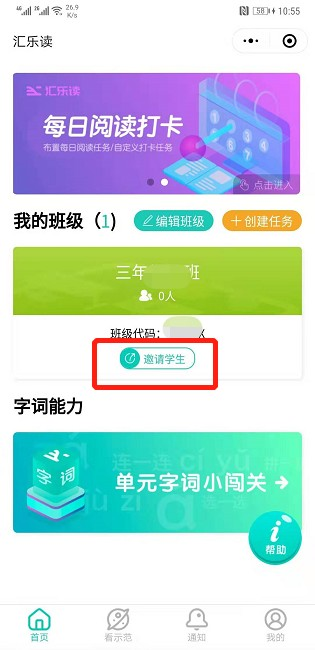 26.9
K/s
58
10:55
汇乐读
汇乐读
每日阅读打卡
布置每日阅读任务/自定义打卡任务
点击进入
我的班级（1)
编辑班级
创建任务
三年 班
0人
班级代码：
邀请学生
字词能力
字词
单元字词小闯关
帮助
首页
看示范
通知
我的